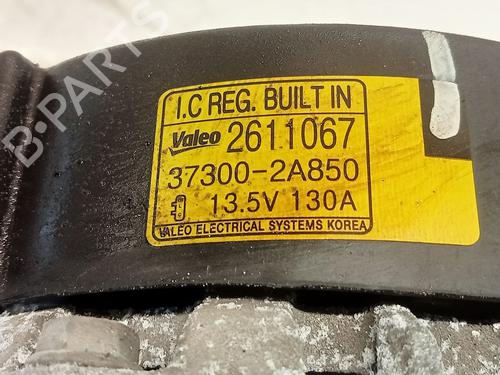 B-PARTS
I.C REG. BUILT IN
Valeo 2611067
37300-2A850
13.5V 130A
VALEO ELECTRICAL SYSTEMS KOREA